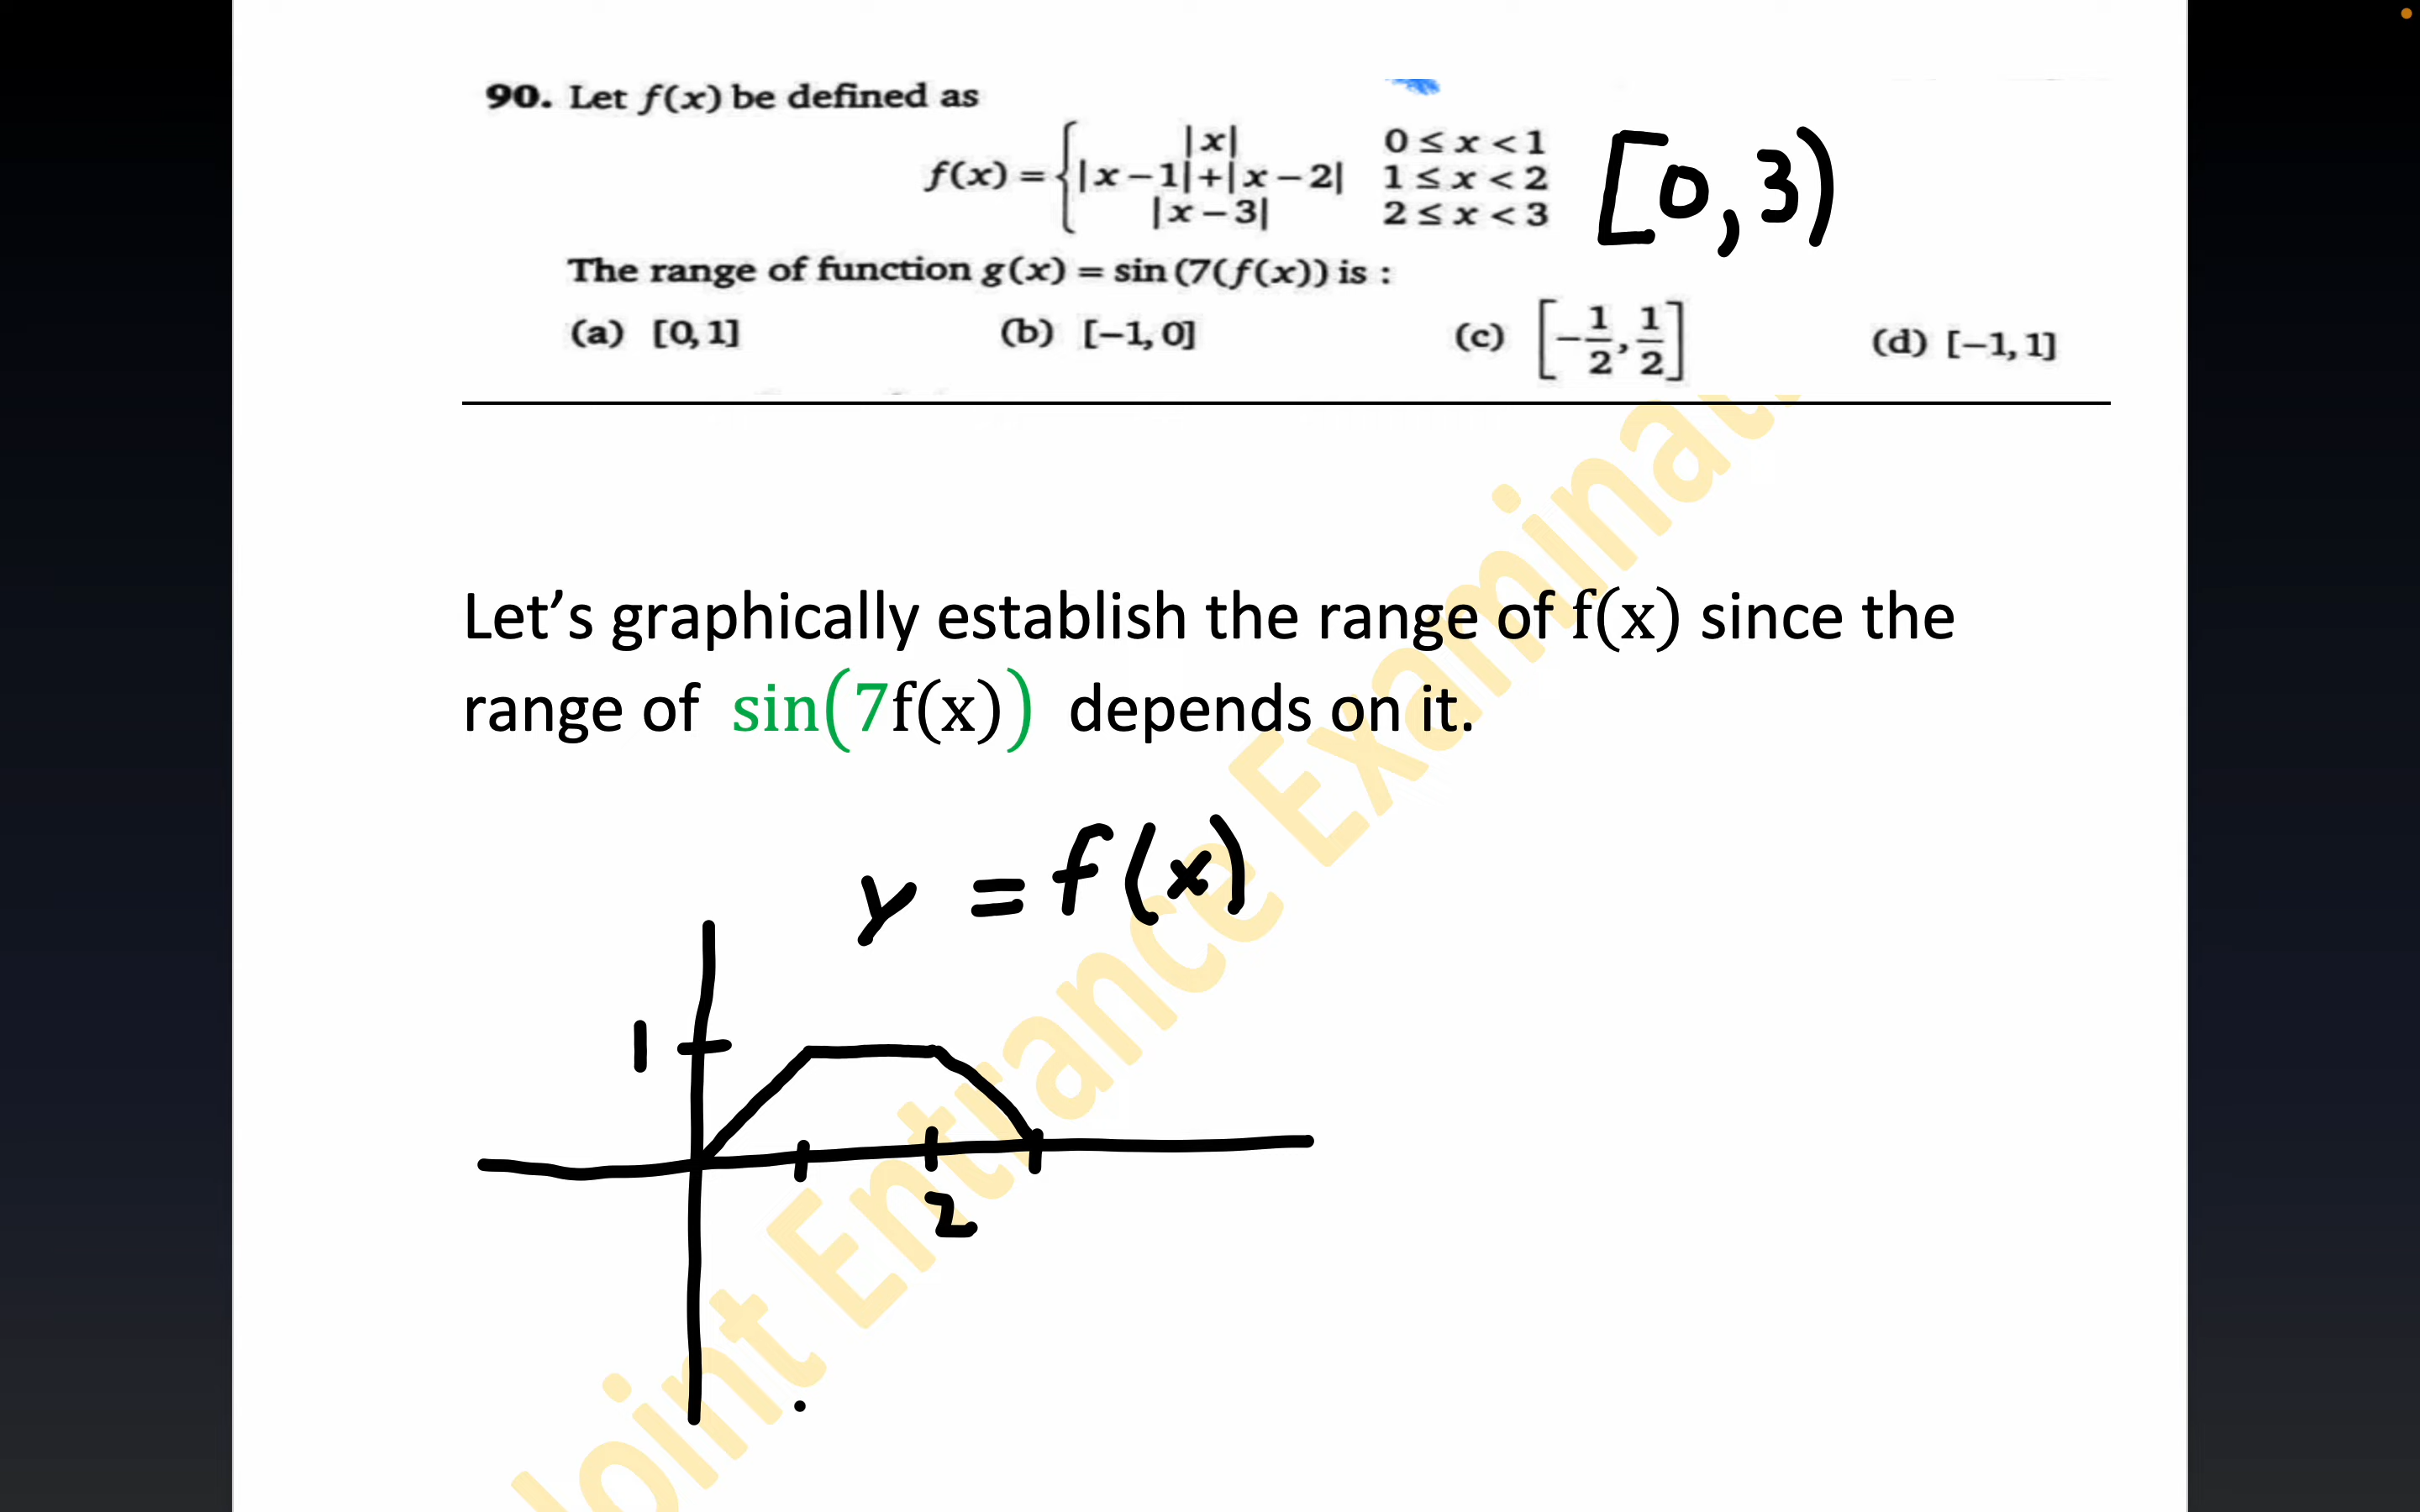 90. Let f(x) be defined as
f(x) = { |x| 0 ≤ x < 1 [0,3)
|x − 1|+|x − 2| 1 ≤ x < 2
|x − 3| 2 ≤ x < 3
The range of function g(x) = sin (7(f(x)) is :
(a) [0, 1] (b) [−1, 0] (c) [−1/2, 1/2] (d) [−1, 1]
Let’s graphically establish the range of f(x) since the
range of sin(7f(x)) depends on it.
y = f(x)
1
2
Joint Entrance Examinat